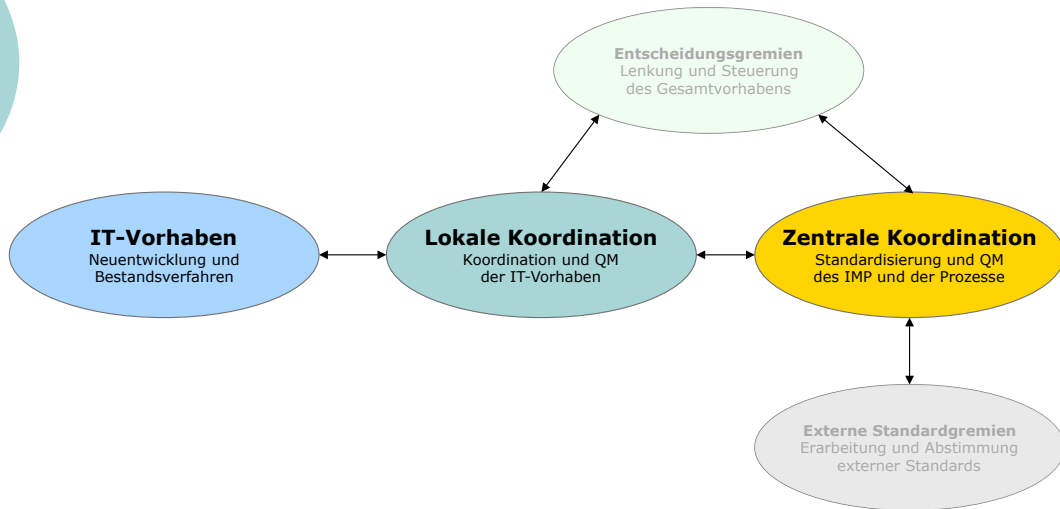 Entscheidungsgremien
Lenkung und Steuerung
des Gesamtvorhabens
IT-Vorhaben
Neuentwicklung und
Bestandsverfahren
Lokale Koordination
Koordination und QM
der IT-Vorhaben
Zentrale Koordination
Standardisierung und QM
des IMP und der Prozesse
Externe Standardgremien
Erarbeitung und Abstimmung
externer Standards